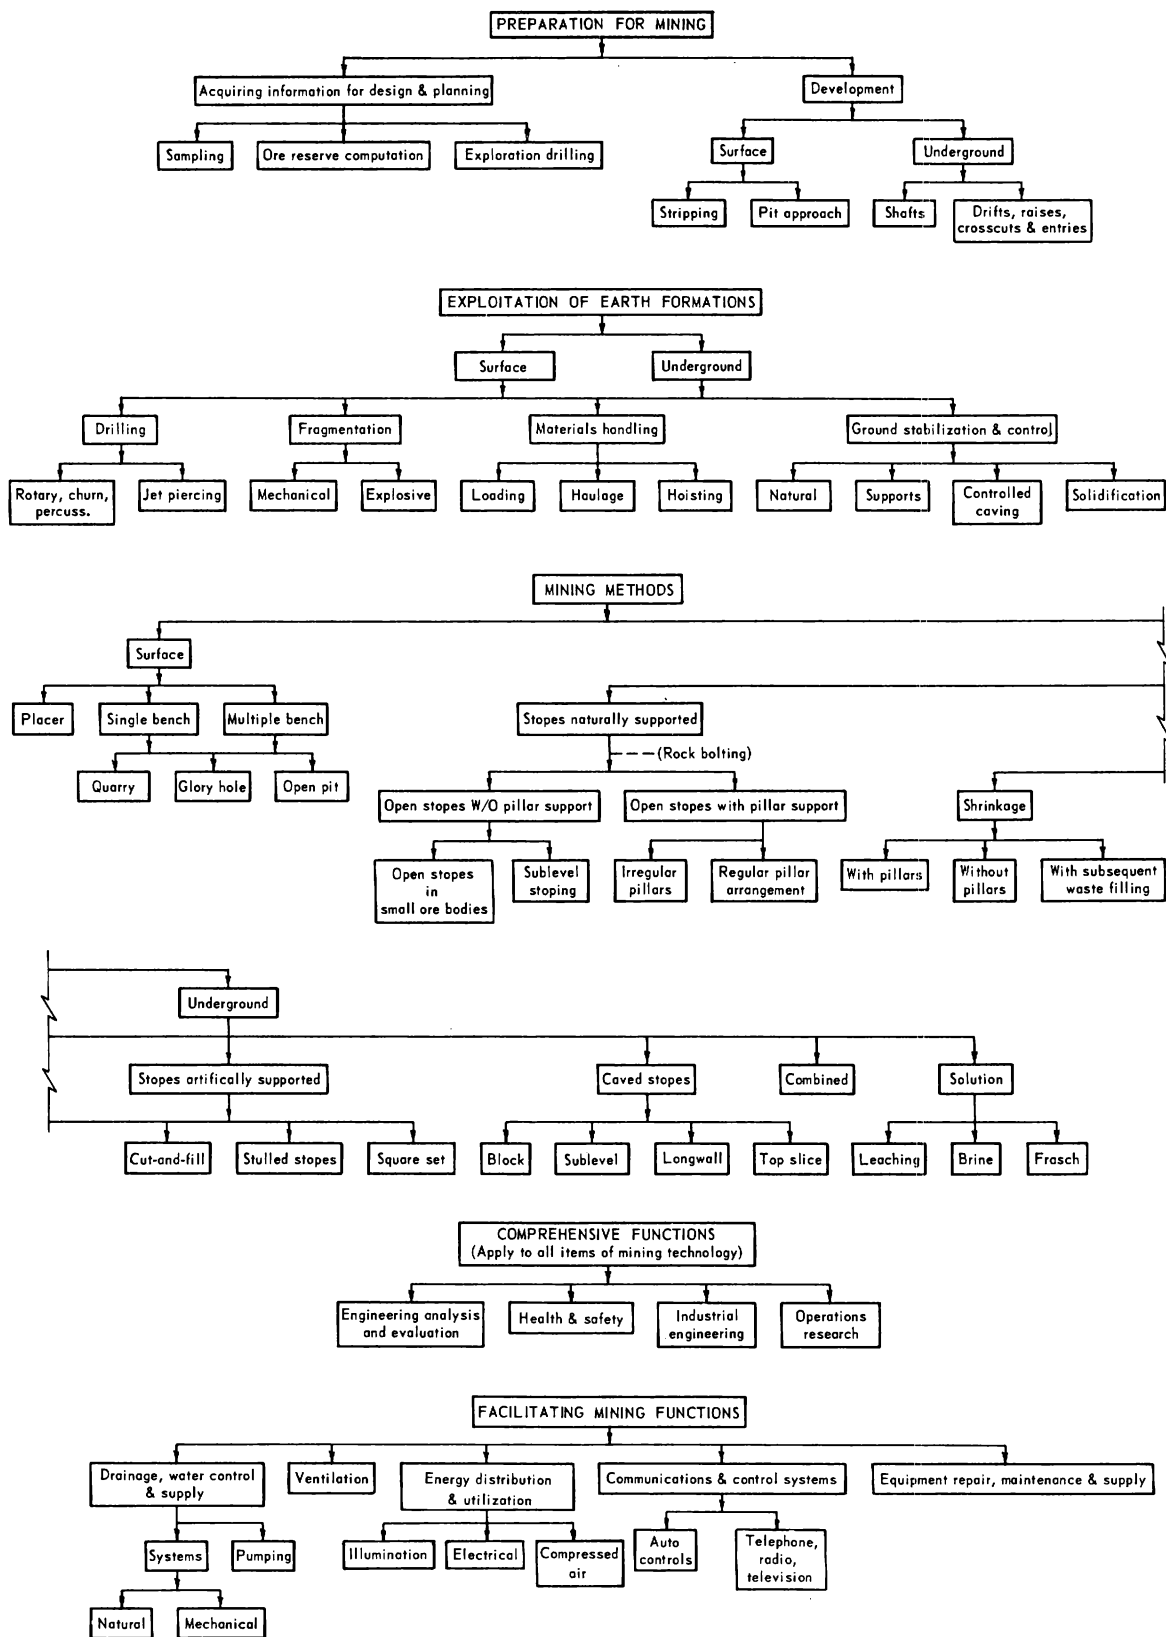 PREPARATION FOR MINING
Acquiring information for design & planning
Development
Sampling
Ore reserve computation
Exploration drilling
Surface
Underground
Stripping
Pit approach
Shafts
Drifts, raises,
crosscuts & entries
EXPLOITATION OF EARTH FORMATIONS
Surface
Underground
Drilling
Fragmentation
Materials handling
Ground stabilization & control
Rotary, churn,
percuss.
Jet piercing
Mechanical
Explosive
Loading
Haulage
Hoisting
Natural
Supports
Controlled
caving
Solidification
MINING METHODS
Surface
Placer
Single bench
Multiple bench
Stopes naturally supported
(Rock bolting)
Quarry
Glory hole
Open pit
Open stopes W/O pillar support
Open stopes with pillar support
Shrinkage
Open stopes
in
small ore bodies
Sublevel
stoping
Irregular
pillars
Regular pillar
arrangement
With pillars
Without
pillars
With subsequent
waste filling
Underground
Stopes artifically supported
Caved stopes
Combined
Solution
Cut-and-fill
Stulled stopes
Square set
Block
Sublevel
Longwall
Top slice
Leaching
Brine
Frasch
COMPREHENSIVE FUNCTIONS
(Apply to all items of mining technology)
Engineering analysis
and evaluation
Health & safety
Industrial
engineering
Operations
research
FACILITATING MINING FUNCTIONS
Drainage, water control
& supply
Ventilation
Energy distribution
& utilization
Communications & control systems
Equipment repair, maintenance & supply
Systems
Pumping
Illumination
Electrical
Compressed
air
Auto
controls
Telephone,
radio,
television
Natural
Mechanical